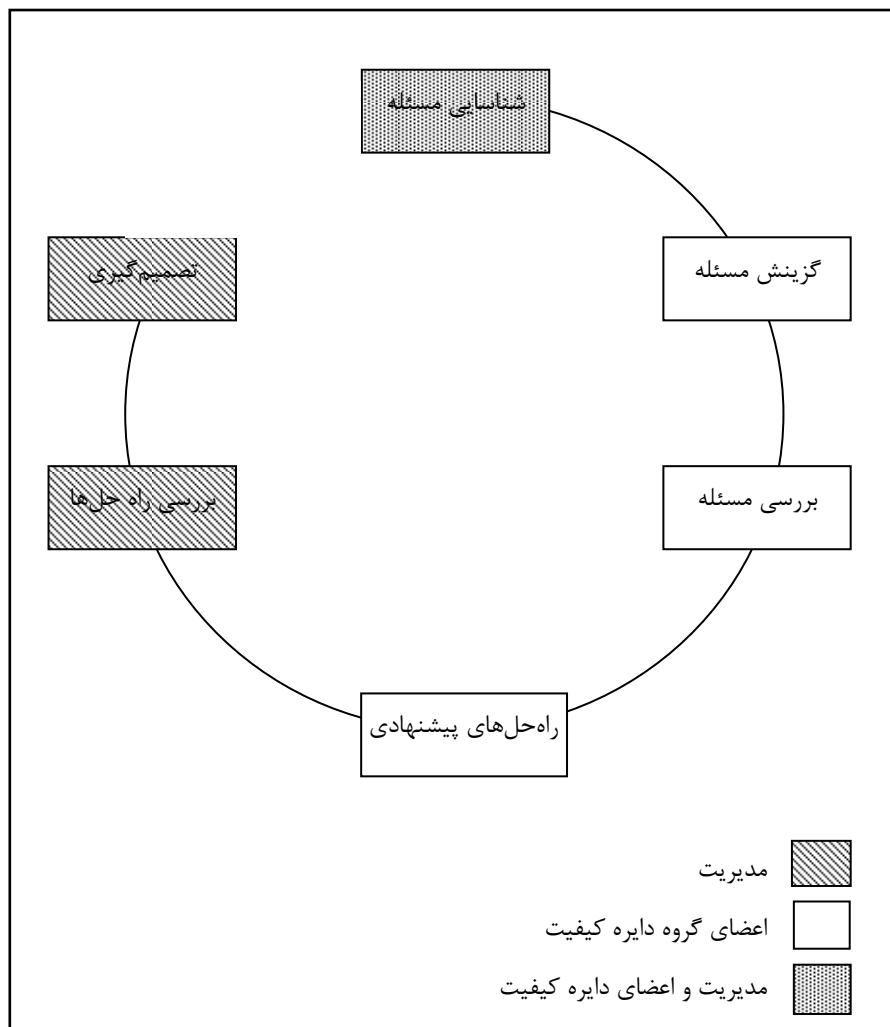 شناسایی مسئله
گزینش مسئله
بررسی مسئله
راه‌حل‌های پیشنهادی
بررسی راه حل‌ها
تصمیم‌گیری
مدیریت
اعضای گروه دایره کیفیت
مدیریت و اعضای دایره کیفیت